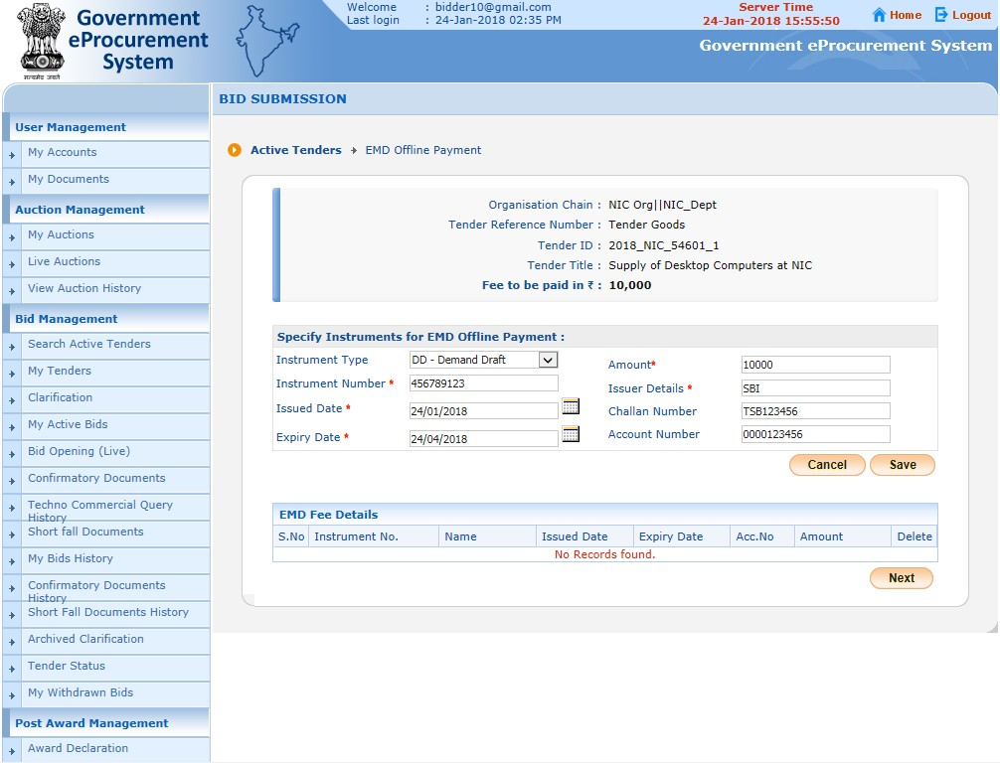 Government
eProcurement
System
सत्यमेव जयते
Welcome : bidder10@gmail.com
Last login : 24-Jan-2018 02:35 PM
Server Time
24-Jan-2018 15:55:50
Home
Logout
Government eProcurement System
BID SUBMISSION
User Management
My Accounts
My Documents
Auction Management
My Auctions
Live Auctions
View Auction History
Bid Management
Search Active Tenders
My Tenders
Clarification
My Active Bids
Bid Opening (Live)
Confirmatory Documents
Techno Commercial Query
History
Short fall Documents
My Bids History
Confirmatory Documents
History
Short Fall Documents History
Archived Clarification
Tender Status
My Withdrawn Bids
Post Award Management
Award Declaration
Active Tenders EMD Offline Payment
Organisation Chain : NIC Org||NIC_Dept
Tender Reference Number : Tender Goods
Tender ID : 2018_NIC_54601_1
Tender Title : Supply of Desktop Computers at NIC
Fee to be paid in ₹ : 10,000
Specify Instruments for EMD Offline Payment :
Instrument Type DD - Demand Draft
Instrument Number * 456789123
Issued Date * 24/01/2018
Expiry Date * 24/04/2018
Amount* 10000
Issuer Details * SBI
Challan Number TSB123456
Account Number 0000123456
Cancel Save
EMD Fee Details
S.No Instrument No. Name Issued Date Expiry Date Acc.No Amount Delete
No Records found.
Next